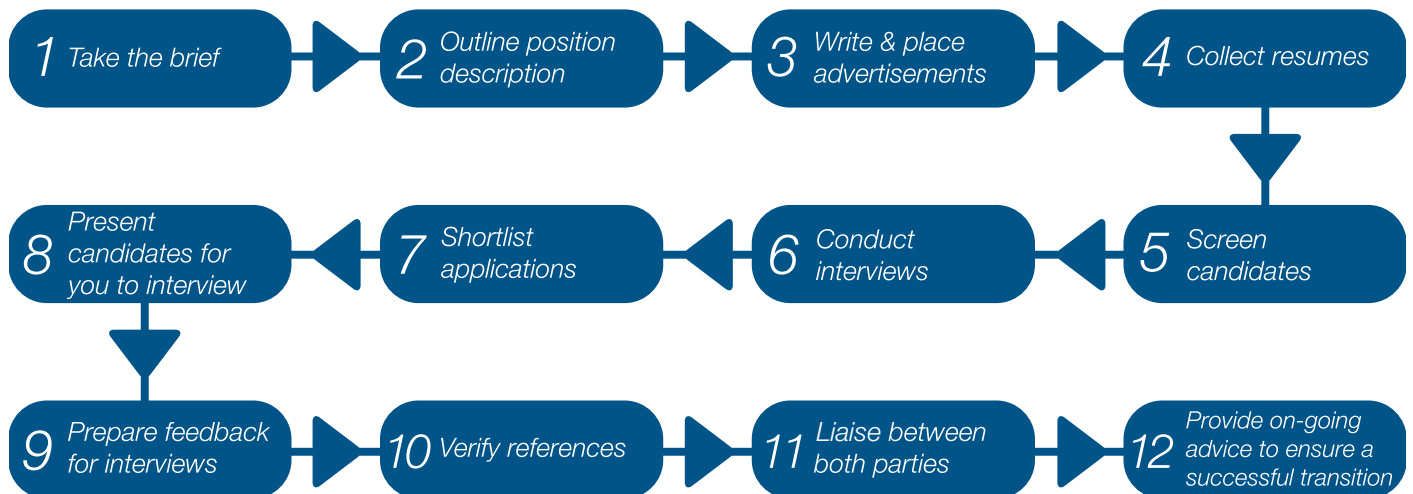 1 Take the brief
2 Outline position
description
3 Write & place
advertisements
4 Collect resumes
5 Screen
candidates
6 Conduct
interviews
7 Shortlist
applications
8 Present
candidates for
you to interview
9 Prepare feedback
for interviews
10 Verify references
11 Liaise between
both parties
12 Provide on-going
advice to ensure a
successful transition